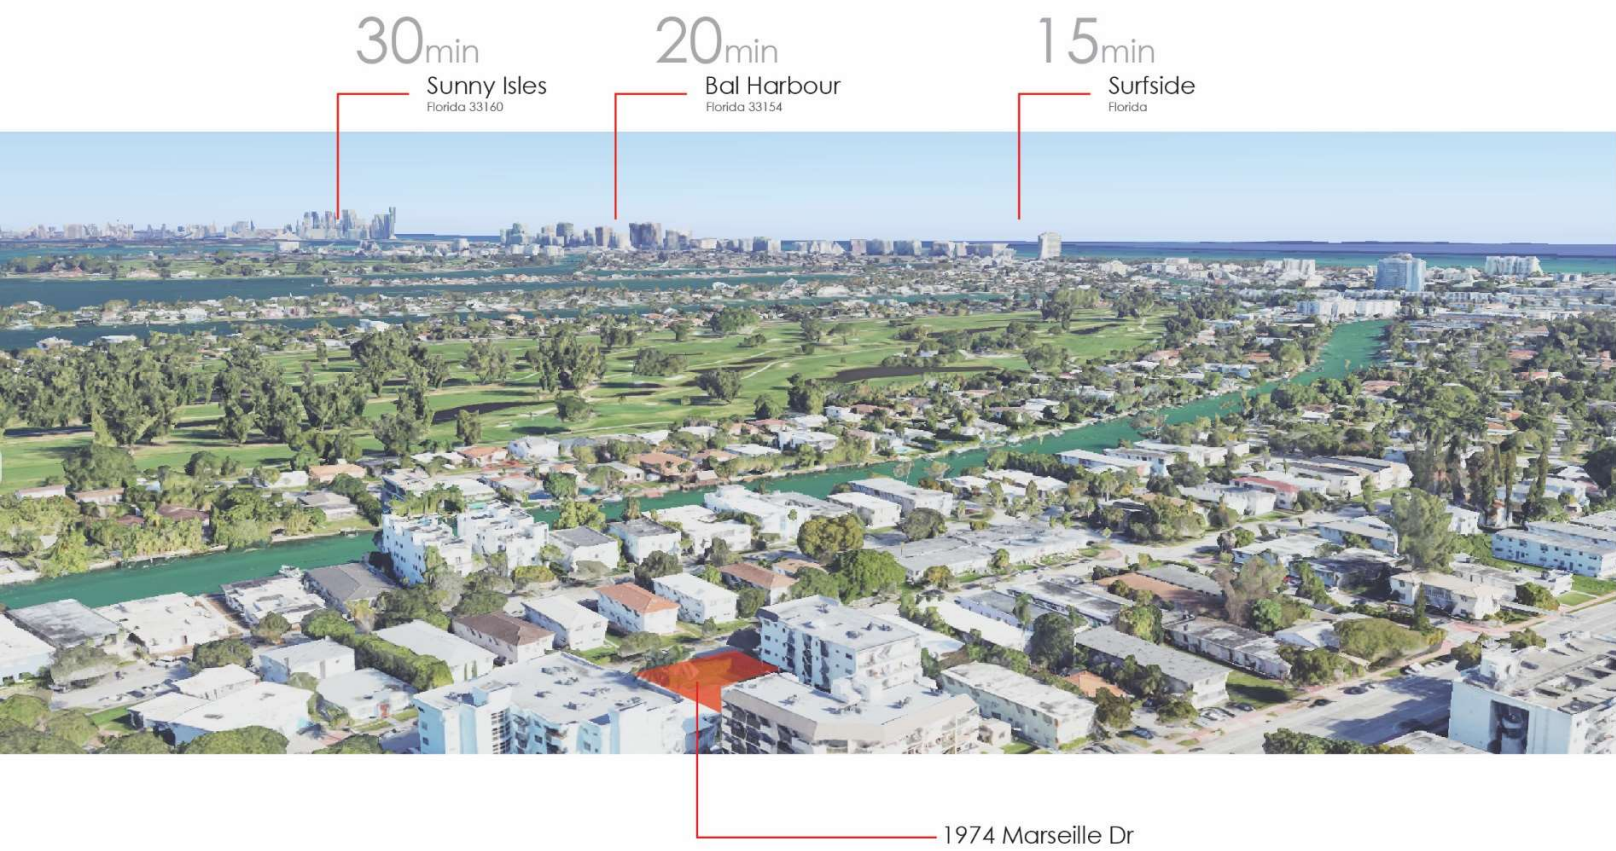 30min
Sunny Isles
Florida 33160
20min
Bal Harbour
Florida 33154
15min
Surfside
Florida
1974 Marseille Dr